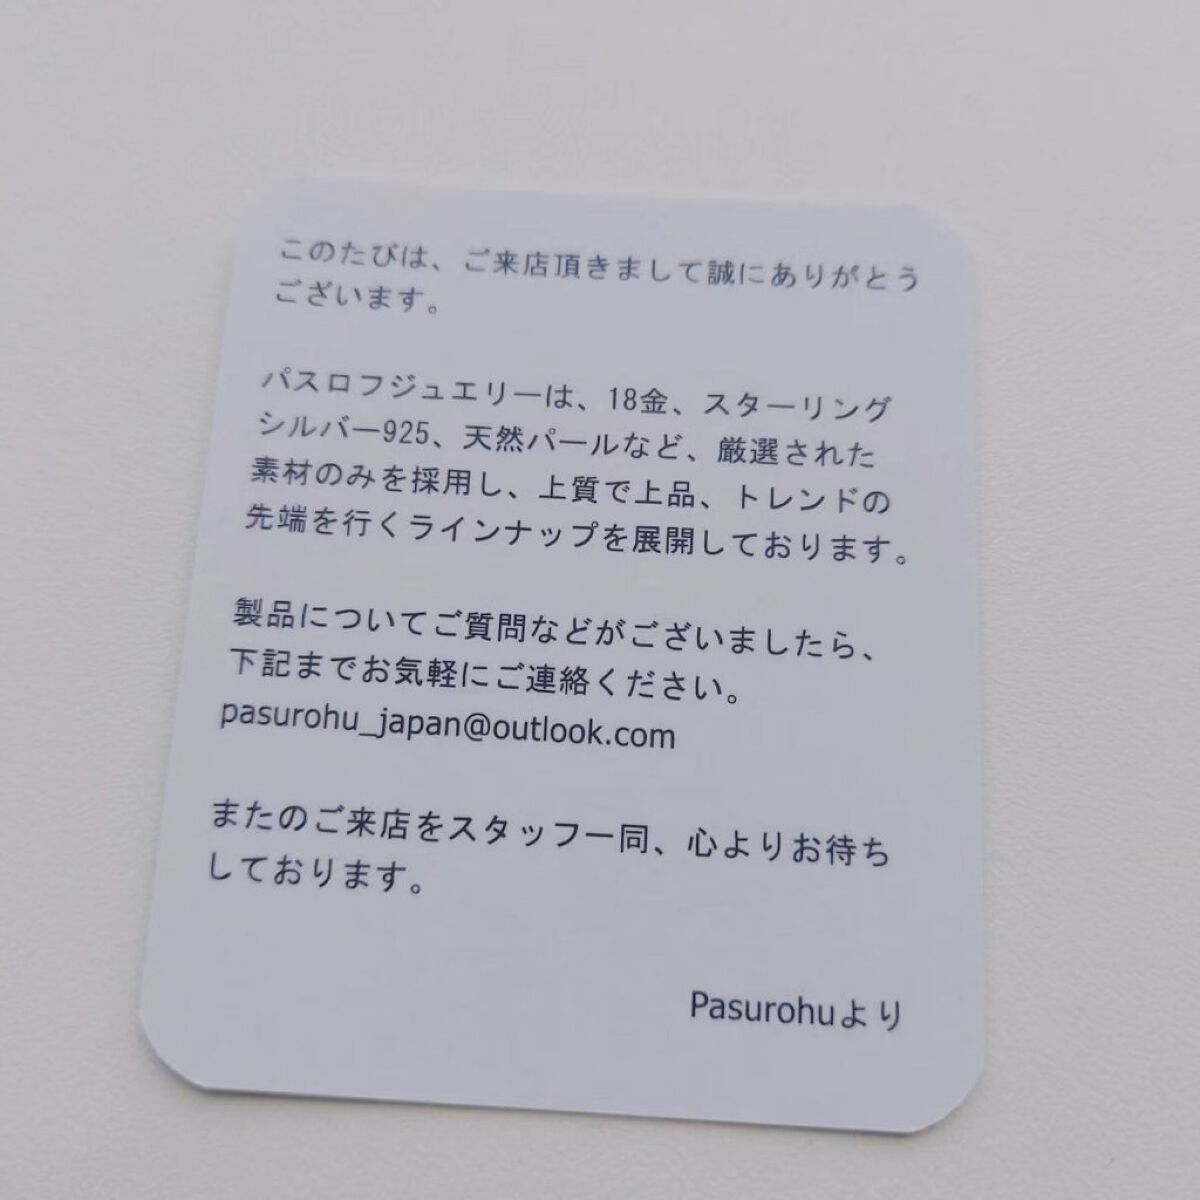 このたびは、ご来店頂きまして誠にありがとう
ございます。
パスロフジュエリーは、18金、スターリング
シルバー925、天然パールなど、厳選された
素材のみを採用し、上質で上品、トレンドの
先端を行くラインナップを展開しております。
製品についてご質問などがございましたら、
下記までお気軽にご連絡ください。
pasurohu_japan@outlook.com
またのご来店をスタッフ一同、心よりお待ち
しております。
Pasurohuより